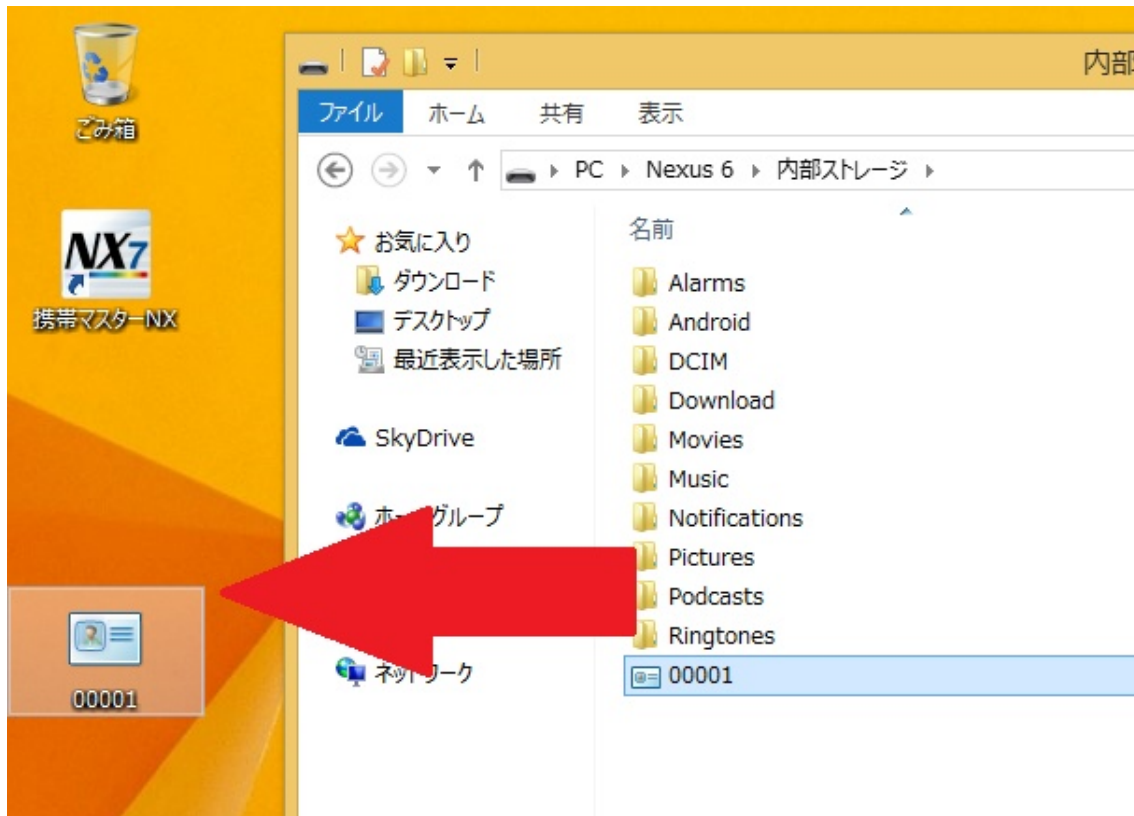 ごみ箱
NX7
携帯マスターNX
00001
内部
ファイル ホーム 共有 表示
PC Nexus 6 内部ストレージ
お気に入り
ダウンロード
デスクトップ
最近表示した場所
SkyDrive
ホームグループ
ネットワーク
名前
Alarms
Android
DCIM
Download
Movies
Music
Notifications
Pictures
Podcasts
Ringtones
00001